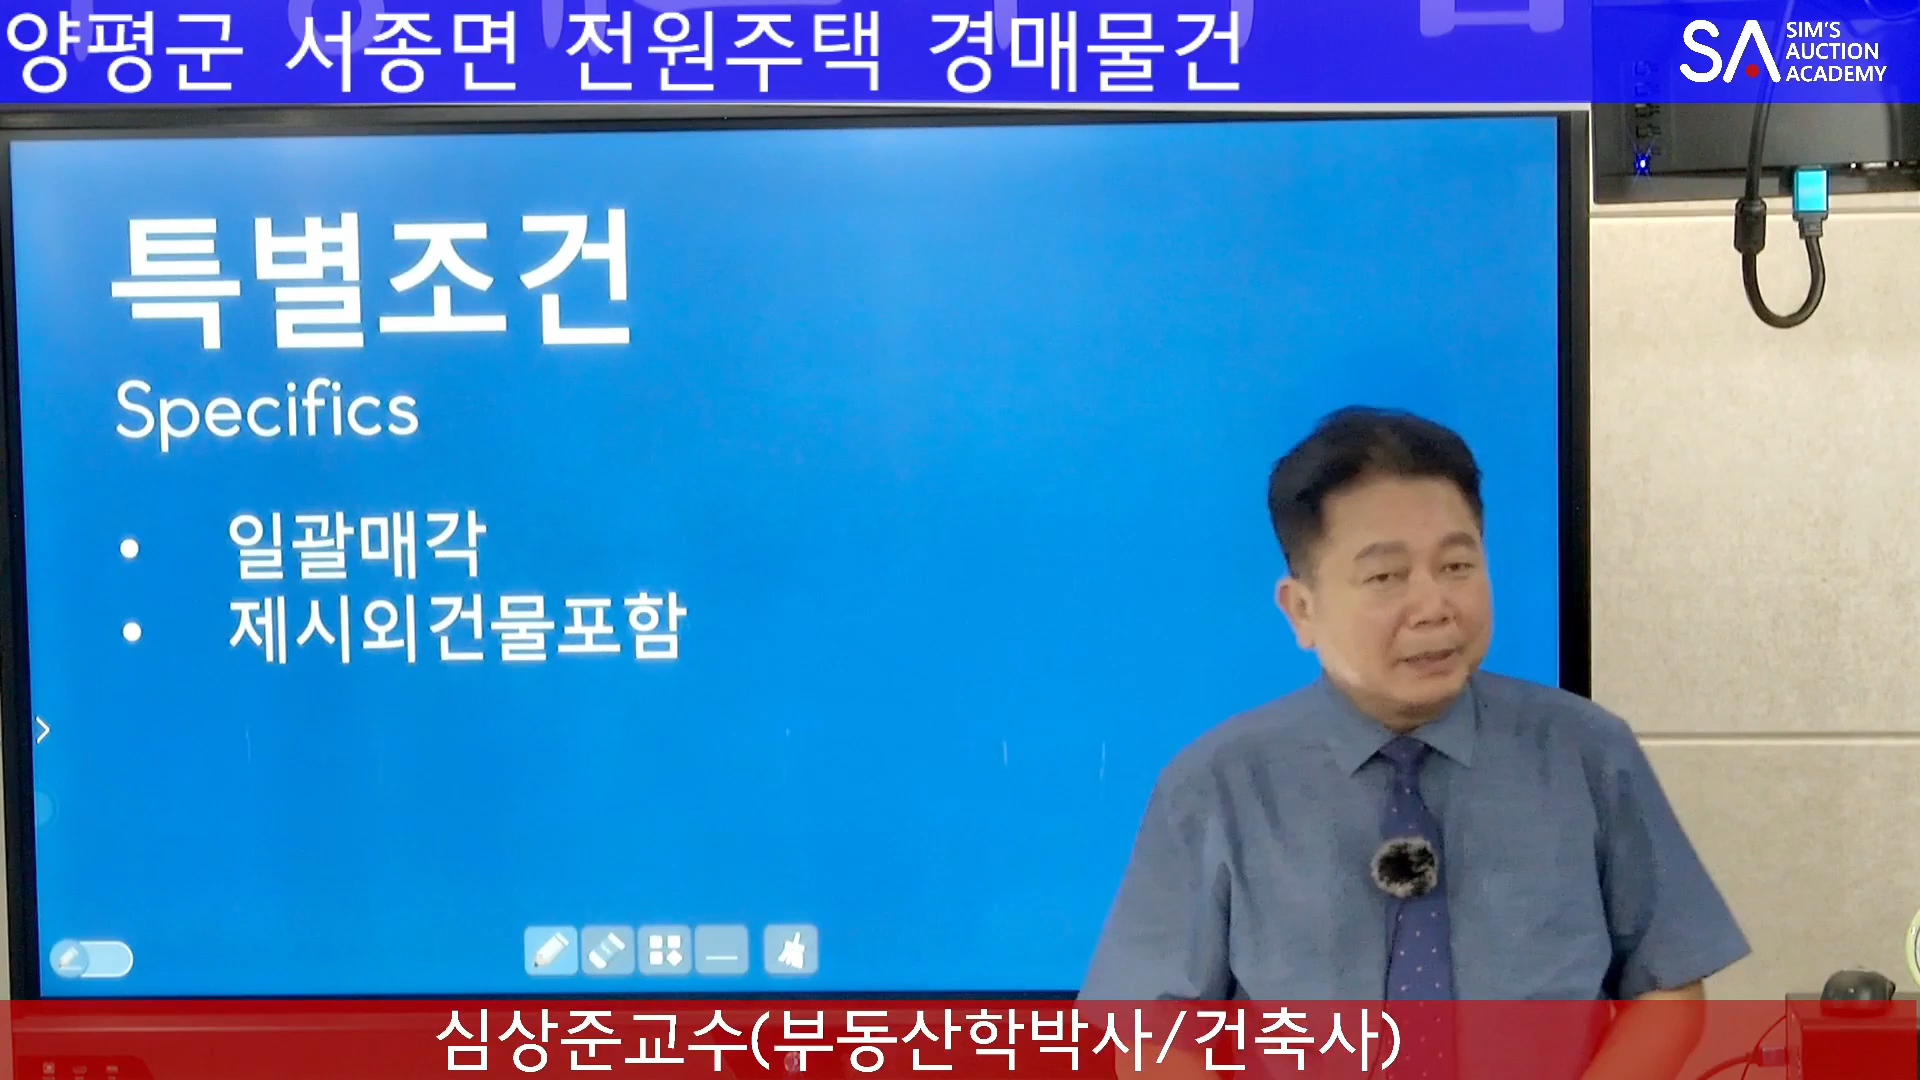 양평군 서종면 전원주택 경매물건
SA
SIM'S
AUCTION
ACADEMY
특별조건
Specifics
• 일괄매각
• 제시외건물포함
심상준교수(부동산학박사/건축사)